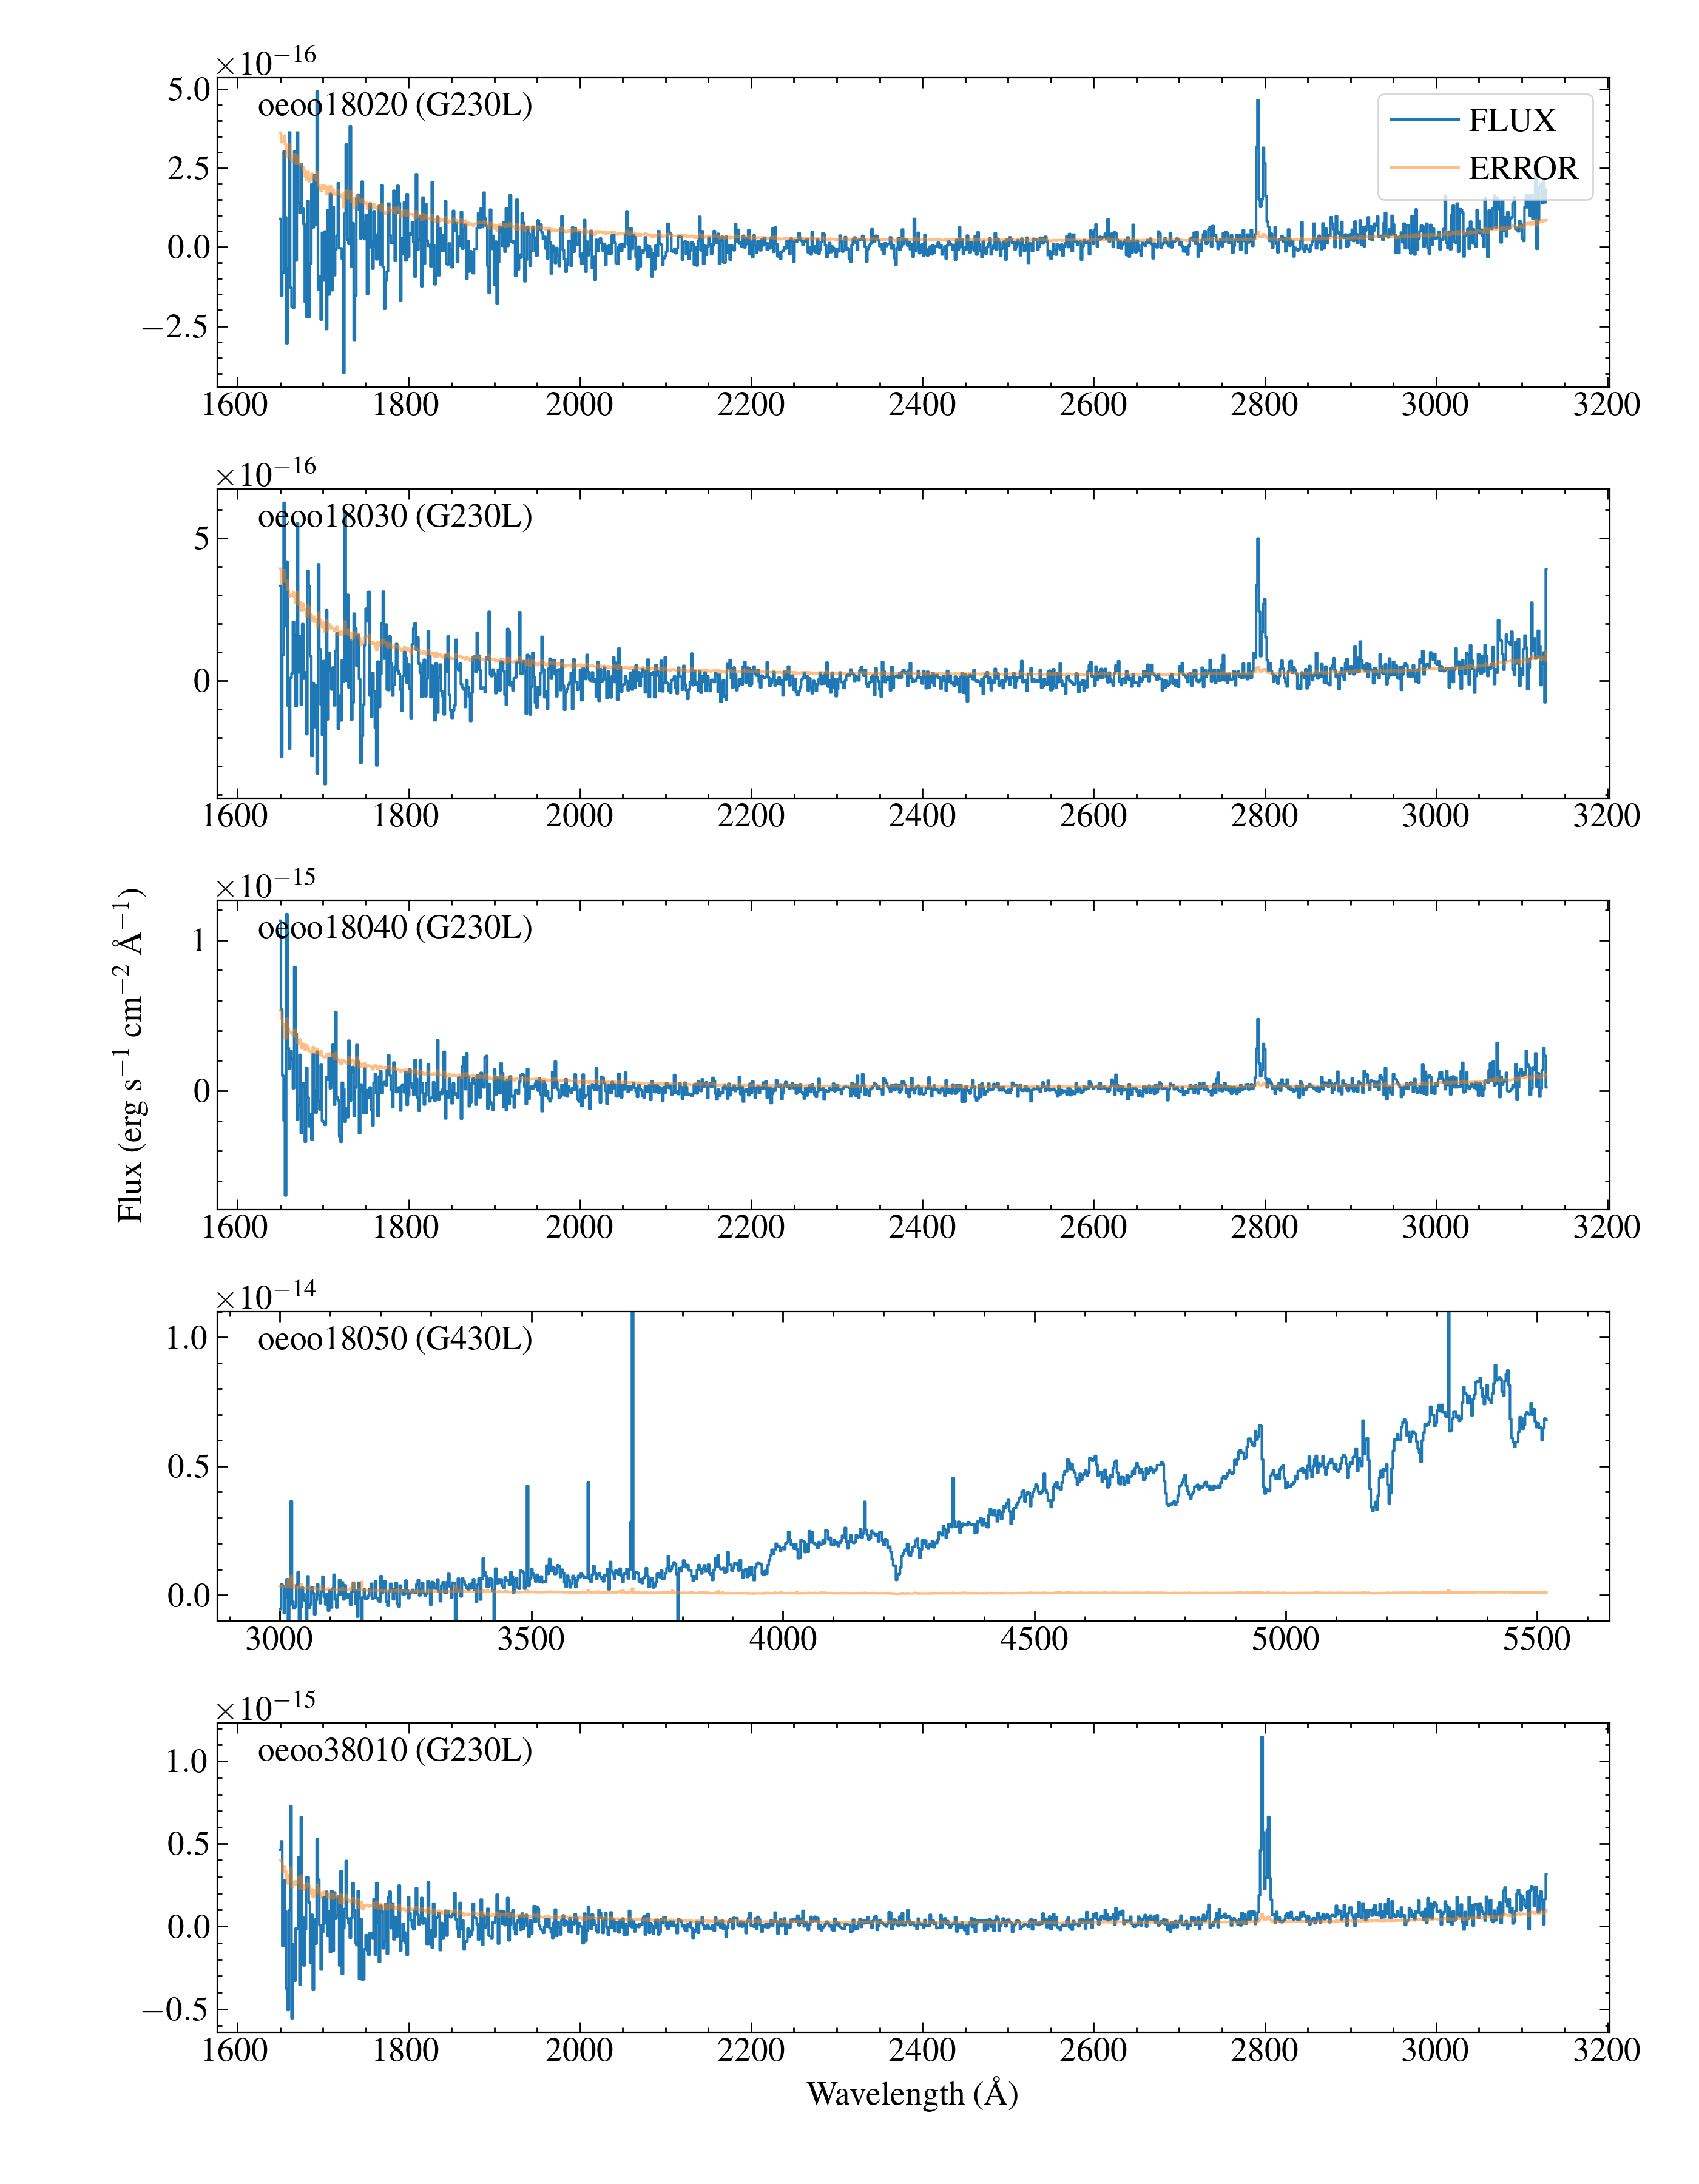 ×10⁻¹⁶
oeoo18020 (G230L)
FLUX
ERROR
5.0
2.5
0.0
−2.5
1600 1800 2000 2200 2400 2600 2800 3000 3200
×10⁻¹⁶
oeoo18030 (G230L)
5
0
1600 1800 2000 2200 2400 2600 2800 3000 3200
×10⁻¹⁵
oeoo18040 (G230L)
1
0
1600 1800 2000 2200 2400 2600 2800 3000 3200
Flux (erg s⁻¹ cm⁻² Å⁻¹)
×10⁻¹⁴
oeoo18050 (G430L)
1.0
0.5
0.0
3000 3500 4000 4500 5000 5500
×10⁻¹⁵
oeoo38010 (G230L)
1.0
0.5
0.0
−0.5
1600 1800 2000 2200 2400 2600 2800 3000 3200
Wavelength (Å)